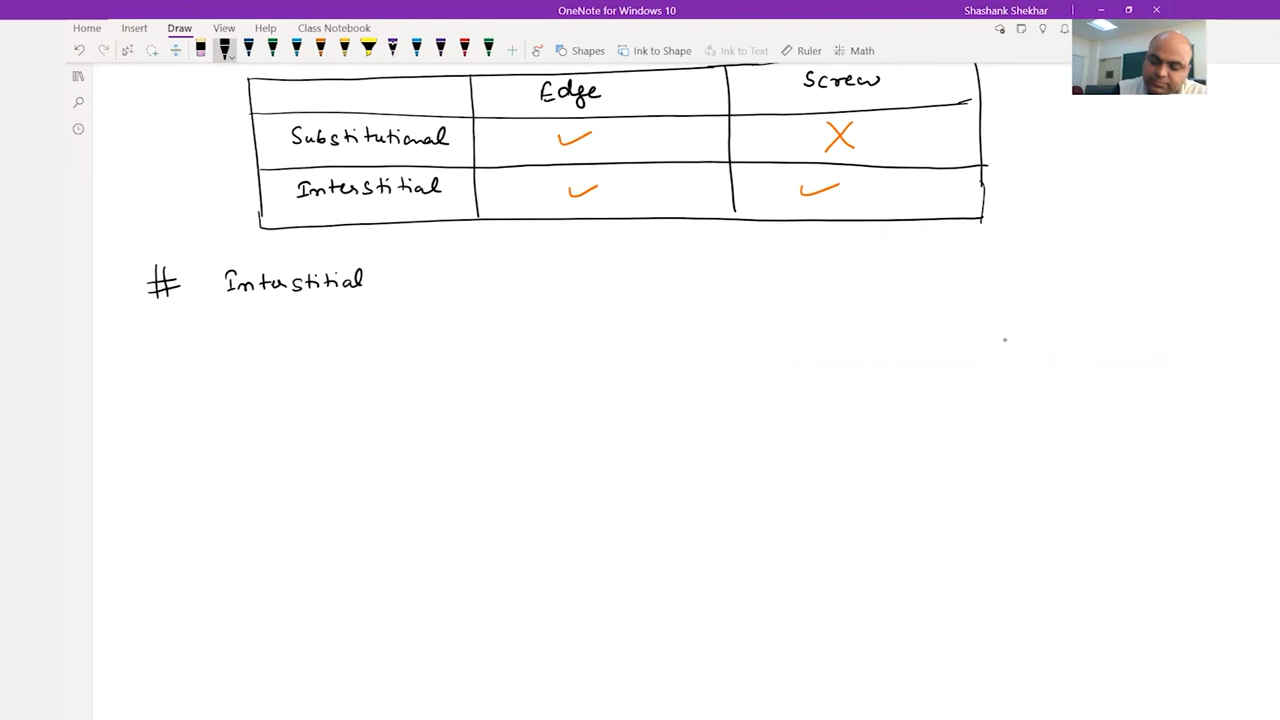 OneNote for Windows 10
Shashank Shekhar
Home Insert Draw View Help Class Notebook
Shapes Ink to Shape Ink to Text Ruler Math
Edge Screw
Substitutional ✓ X
Interstitial ✓ ✓
# Interstitial